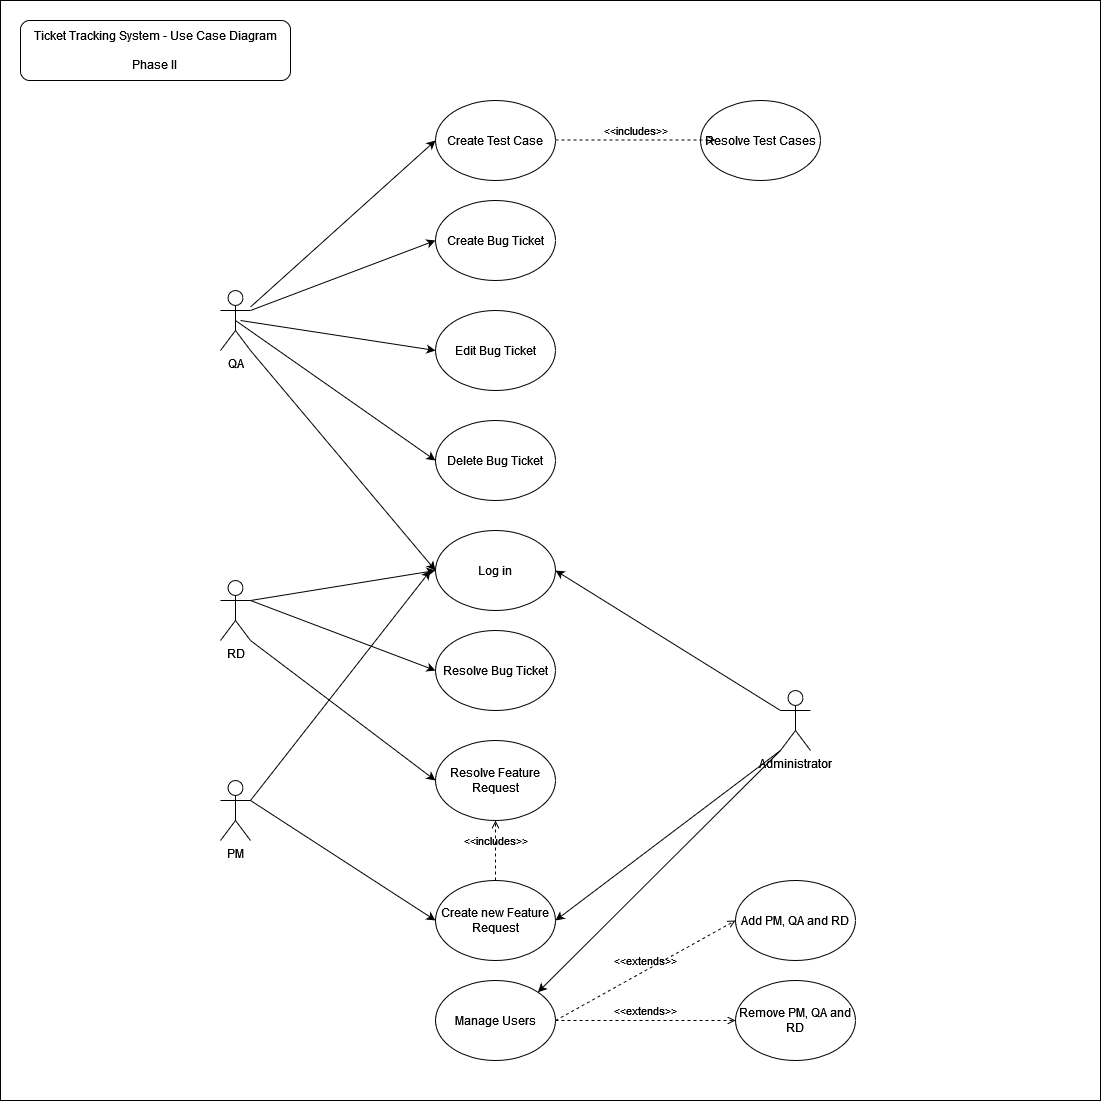 Ticket Tracking System - Use Case Diagram
Phase II
Create Test Case
<<includes>>
Resolve Test Cases
Create Bug Ticket
QA
Edit Bug Ticket
Delete Bug Ticket
Log in
RD
Resolve Bug Ticket
Administrator
Resolve Feature
Request
<<includes>>
PM
Create new Feature
Request
Add PM, QA and RD
<<extends>>
<<extends>>
Manage Users
Remove PM, QA and
RD